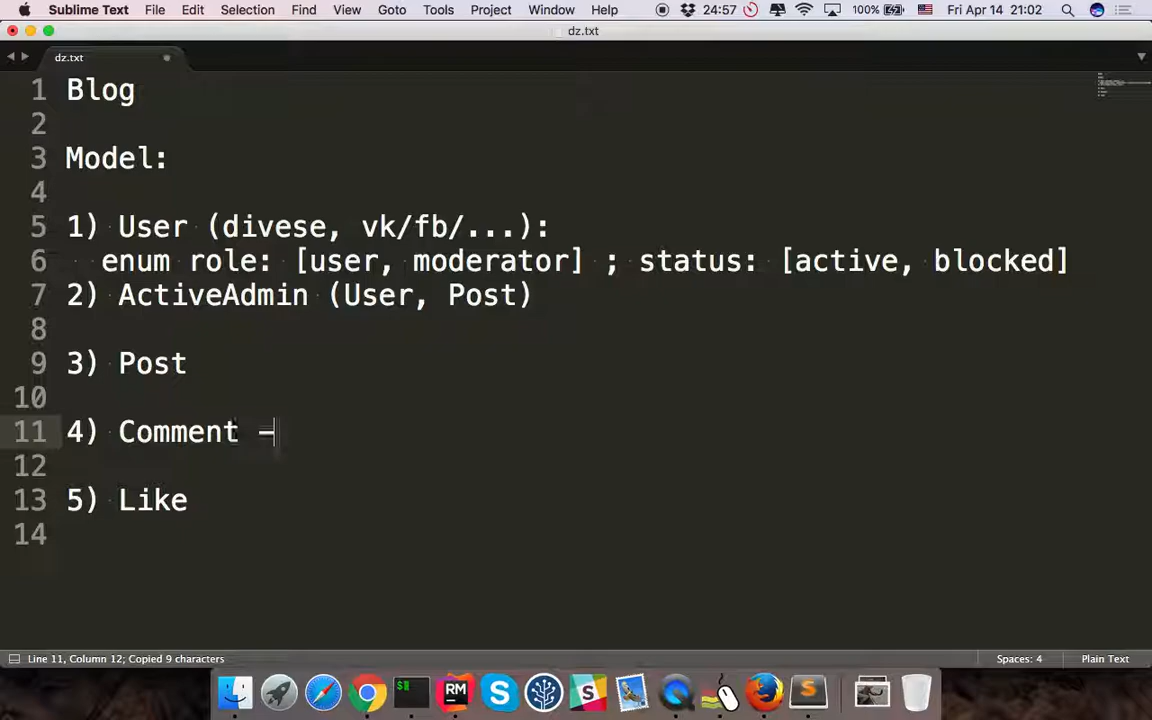 Sublime Text File Edit Selection Find View Goto Tools Project Window Help 24:57 100% Fri Apr 14 21:02
dz.txt
dz.txt
1 Blog
2
3 Model:
4
5 1) User (divese, vk/fb/...):
6 enum role: [user, moderator] ; status: [active, blocked]
7 2) ActiveAdmin (User, Post)
8
9 3) Post
10
11 4) Comment -
12
13 5) Like
14
Line 11, Column 12; Copied 9 characters Spaces: 4 Plain Text
RM